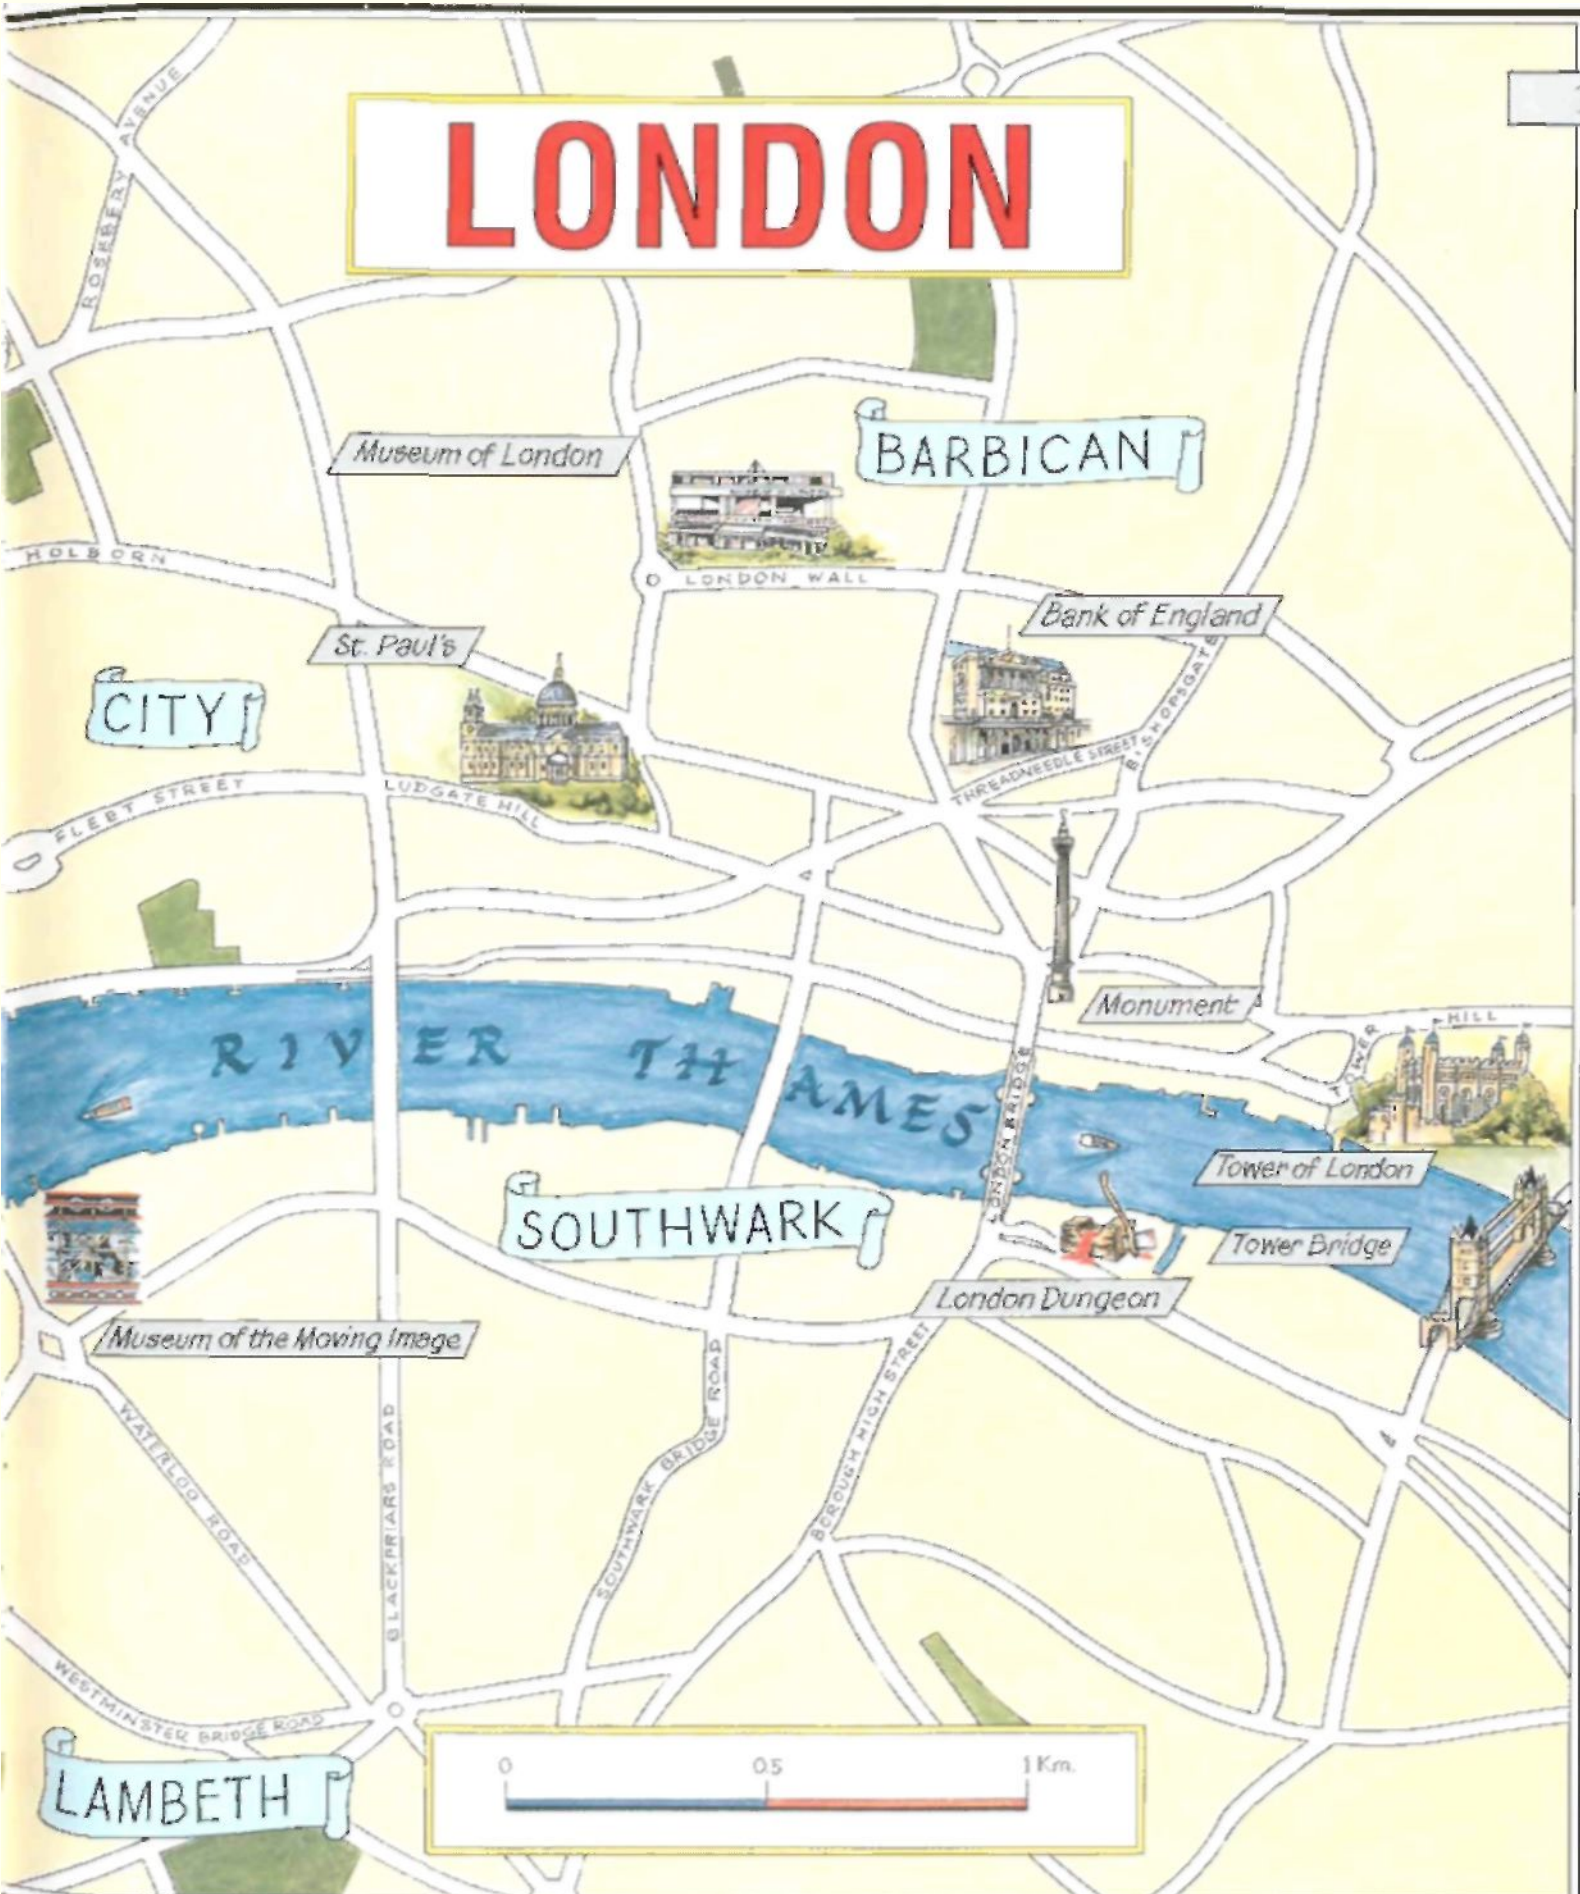 ROSEBERY AVENUE
LONDON
Museum of London
BARBICAN
HOLBORN
LONDON WALL
Bank of England
St. Paul's
CITY
BISHOPSGATE
THREADNEEDLE STREET
FLEET STREET
LUDGATE HILL
Monument
TOWER HILL
RIVER THAMES
LONDON BRIDGE
Tower of London
SOUTHWARK
Tower Bridge
London Dungeon
Museum of the Moving Image
WATERLOO ROAD
BLACKFRIARS ROAD
SOUTHWARK BRIDGE ROAD
BOROUGH HIGH STREET
WESTMINSTER BRIDGE ROAD
LAMBETH
0 0.5 1 Km.